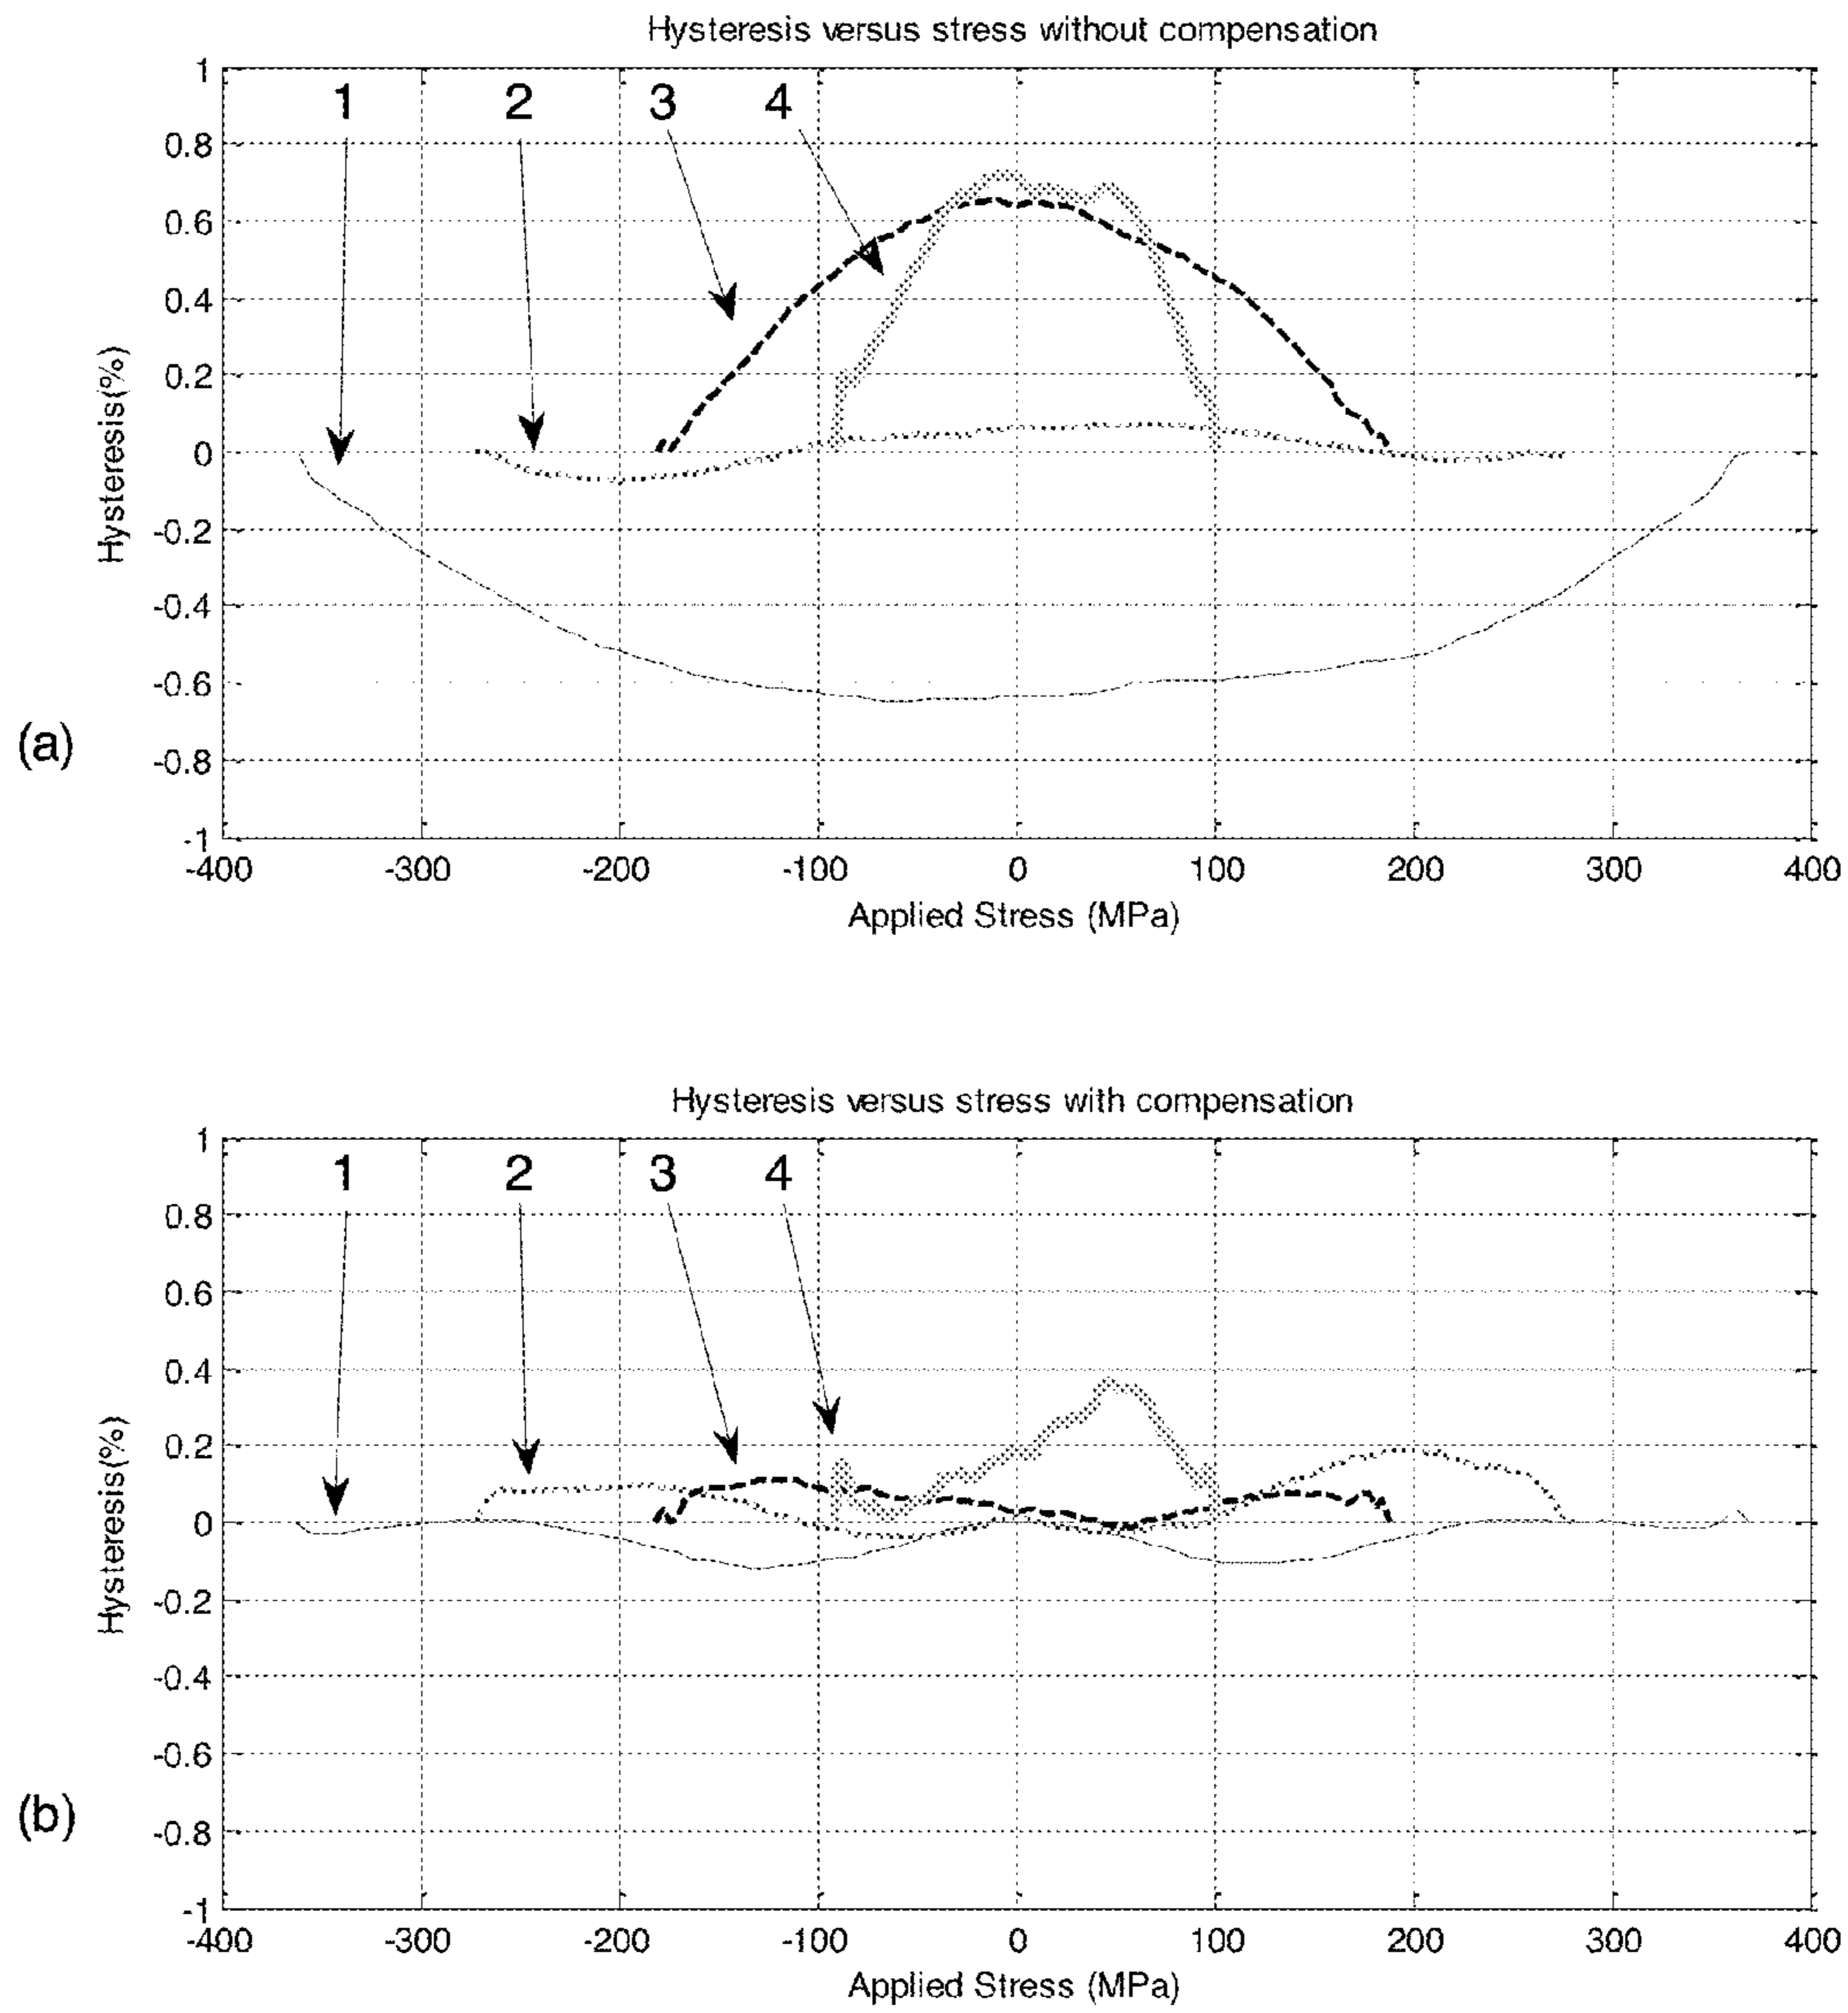 Hysteresis versus stress without compensation
1 2 3 4
1
0.8
0.6
0.4
0.2
0
-0.2
-0.4
-0.6
-0.8
-1
Hysteresis(%)
(a)
-400 -300 -200 -100 0 100 200 300 400
Applied Stress (MPa)
Hysteresis versus stress with compensation
1 2 3 4
1
0.8
0.6
0.4
0.2
0
-0.2
-0.4
-0.6
-0.8
-1
Hysteresis(%)
(b)
-400 -300 -200 -100 0 100 200 300 400
Applied Stress (MPa)